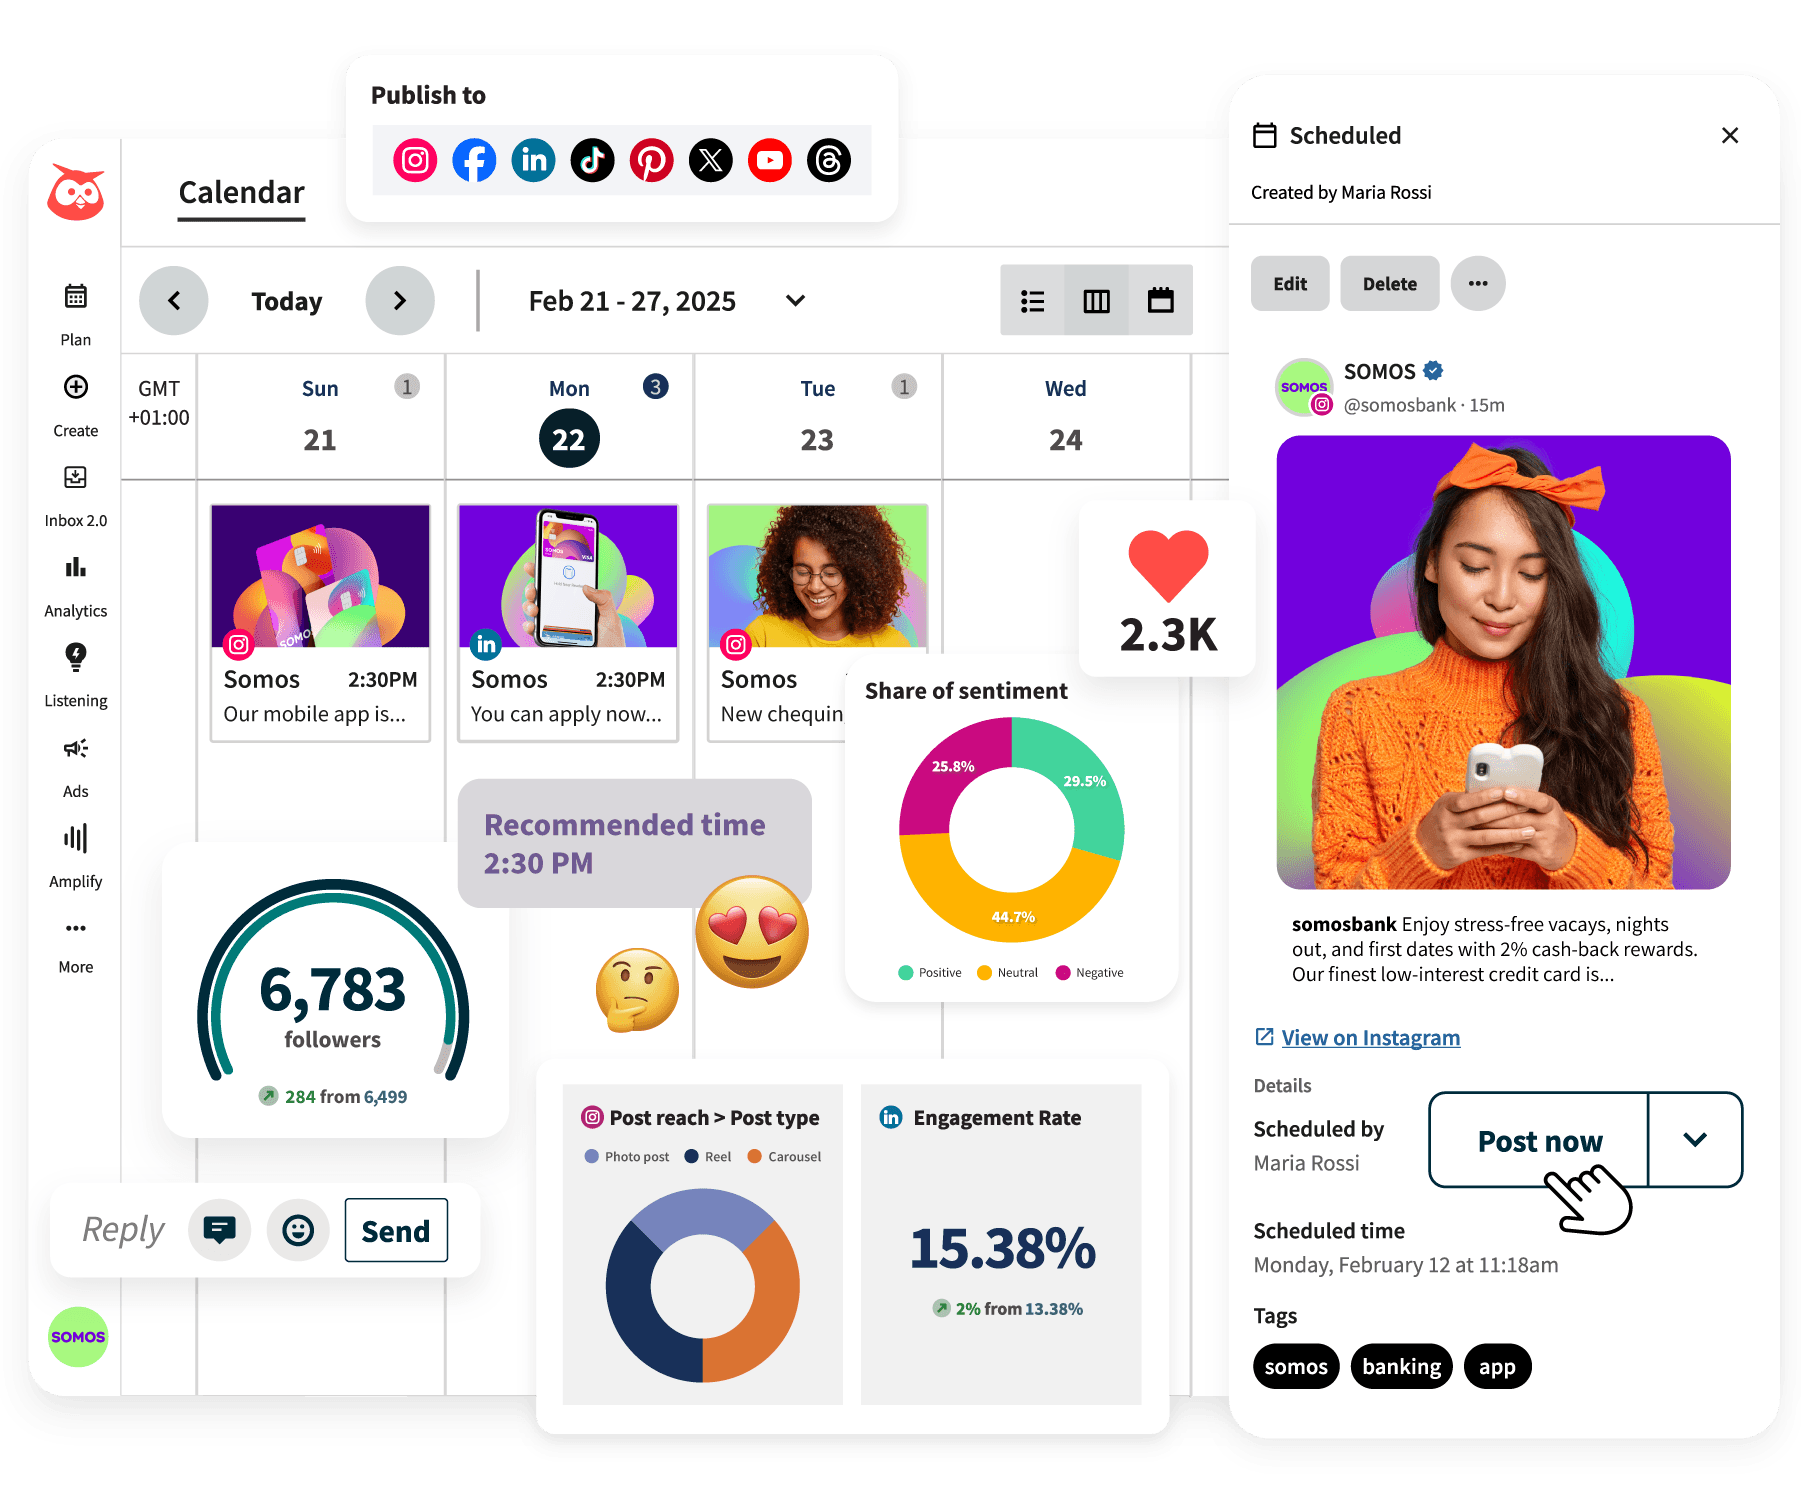 Publish to
Calendar
Today
Feb 21 - 27, 2025
Plan
Create
Inbox 2.0
Analytics
Listening
Ads
Amplify
More
SOMOS
GMT
+01:00
Sun
1
21
Mon
3
22
Tue
1
23
Wed
24
SOMOS
Somos 2:30PM
Our mobile app is...
SOMOS
VISA
Somos 2:30PM
You can apply now...
Somos
New chequin
Recommended time
2:30 PM
6,783
followers
284 from 6,499
Reply
Send
Share of sentiment
25.8%
29.5%
44.7%
Positive Neutral Negative
2.3K
Post reach > Post type
Photo post Reel Carousel
Engagement Rate
15.38%
2% from 13.38%
Scheduled
Created by Maria Rossi
Edit
Delete
SOMOS
SOMOS
@somosbank · 15m
somosbank Enjoy stress-free vacays, nights
out, and first dates with 2% cash-back rewards.
Our finest low-interest credit card is...
View on Instagram
Details
Scheduled by
Maria Rossi
Post now
Scheduled time
Monday, February 12 at 11:18am
Tags
somos
banking
app